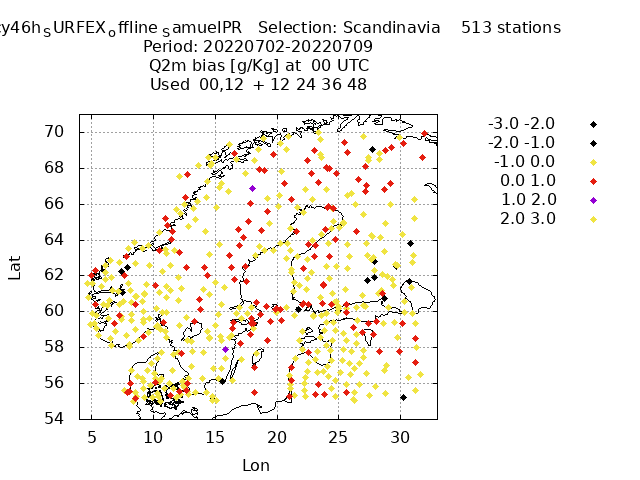 cy46h_SURFEX_offline_SamuelPR Selection: Scandinavia 513 stations
Period: 20220702-20220709
Q2m bias [g/Kg] at 00 UTC
Used 00,12 + 12 24 36 48
-3.0 -2.0
-2.0 -1.0
-1.0 0.0
0.0 1.0
1.0 2.0
2.0 3.0
Lat
70
68
66
64
62
60
58
56
54
5 10 15 20 25 30
Lon